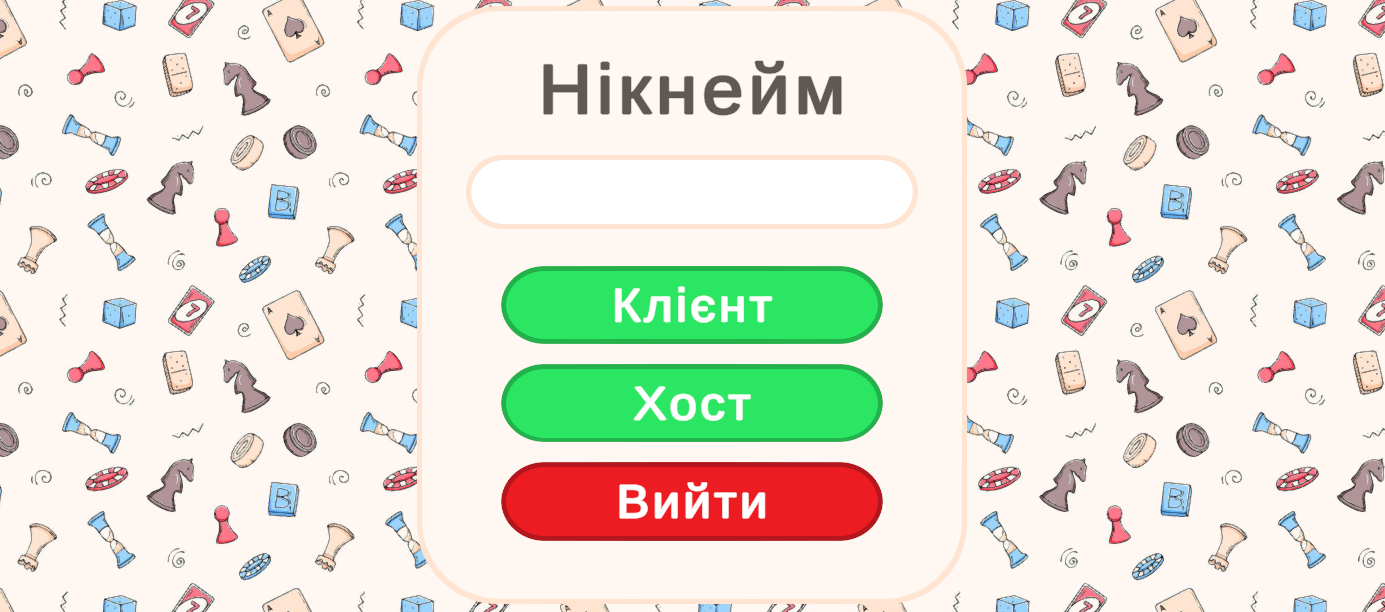 Нікнейм
Клієнт
Хост
Вийти